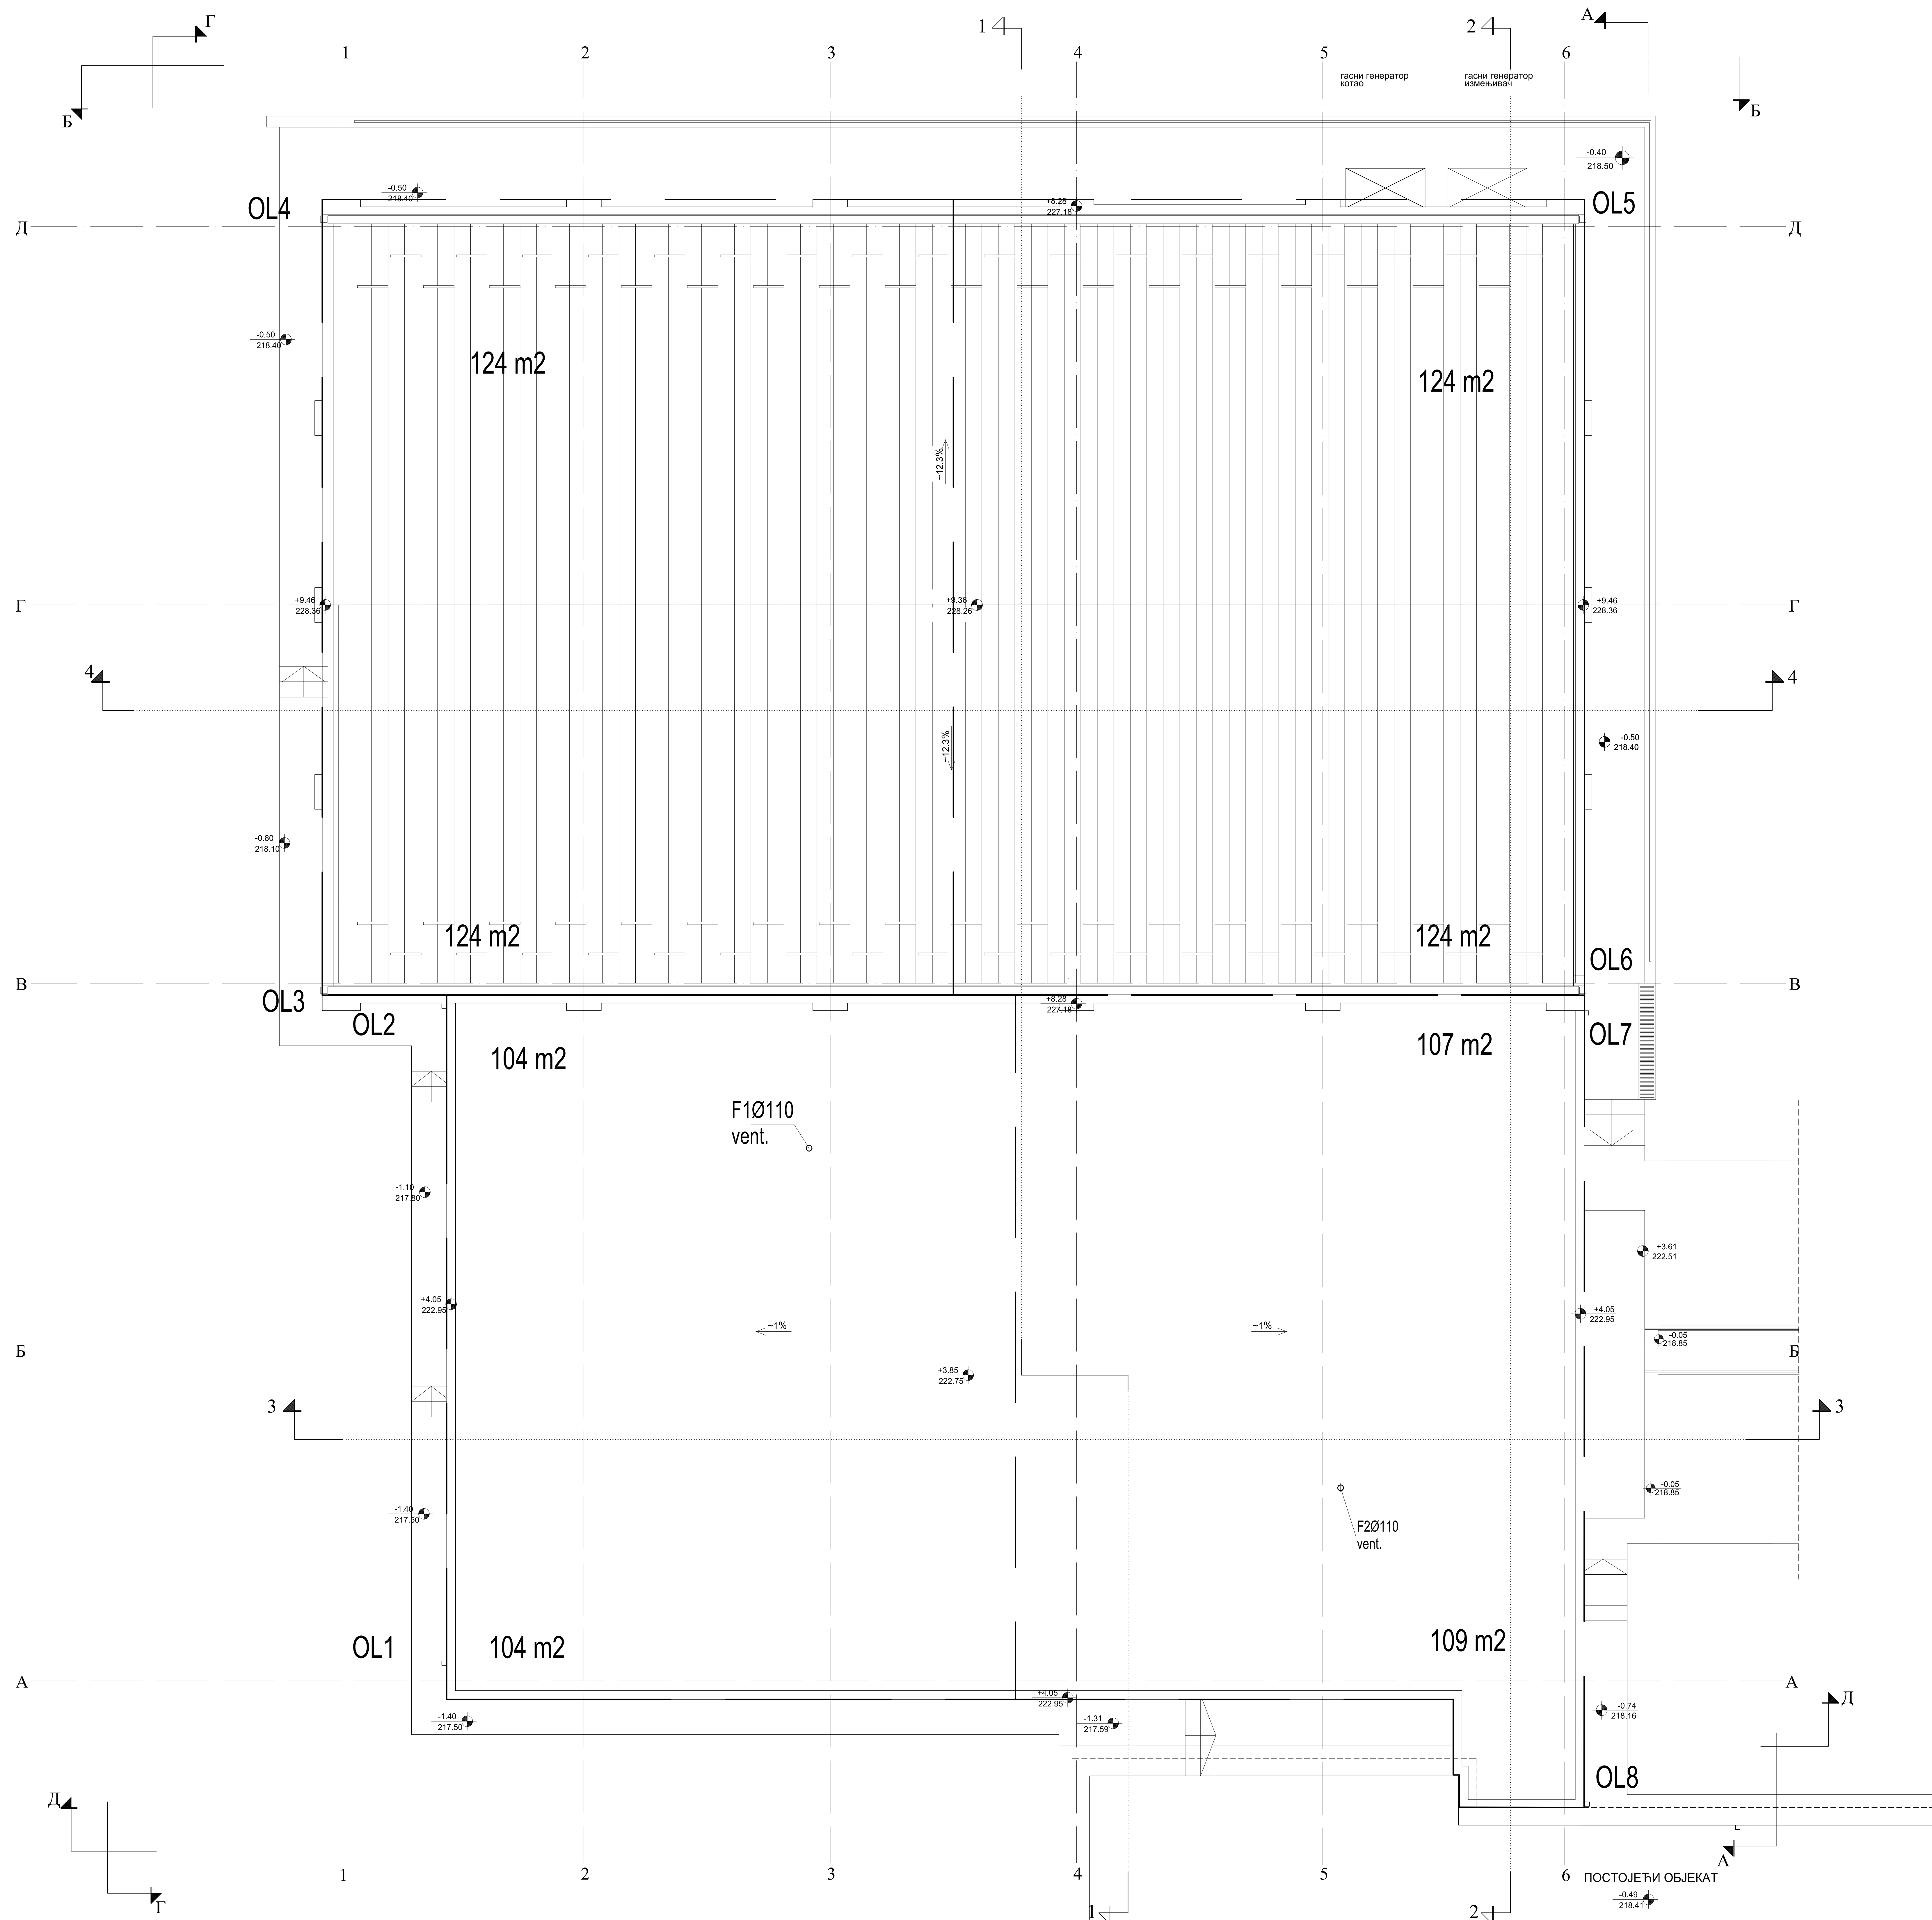 Г
1
2
А
1
2
3
4
5
6
гасни генератор
котао
гасни генератор
измењивач
Б
Б
-0.40
218.50
-0.50
218.40
+8.28
227.18
OL4
OL5
Д
Д
-0.50
218.40
124 m2
124 m2
~12.3%
Г
+9.46
228.36
+9.36
228.26
+9.46
228.36
Г
4
4
~12.3%
-0.50
218.40
-0.80
218.10
124 m2
124 m2
OL6
В
В
OL3
+8.28
227.18
OL2
OL7
104 m2
107 m2
F1Ø110
vent.
-1.10
217.80
+3.61
222.51
+4.05
222.95
+4.05
222.95
~1%
~1%
-0.05
218.85
Б
Б
+3.85
222.75
3
3
-0.05
218.85
-1.40
217.50
F2Ø110
vent.
OL1
104 m2
109 m2
А
А
+4.05
222.95
-0.74
218.16
Д
-1.40
217.50
-1.31
217.59
OL8
Д
А
1
2
3
4
5
6
ПОСТОЈЕЋИ ОБЈЕКАТ
-0.49
218.41
Г
1
2